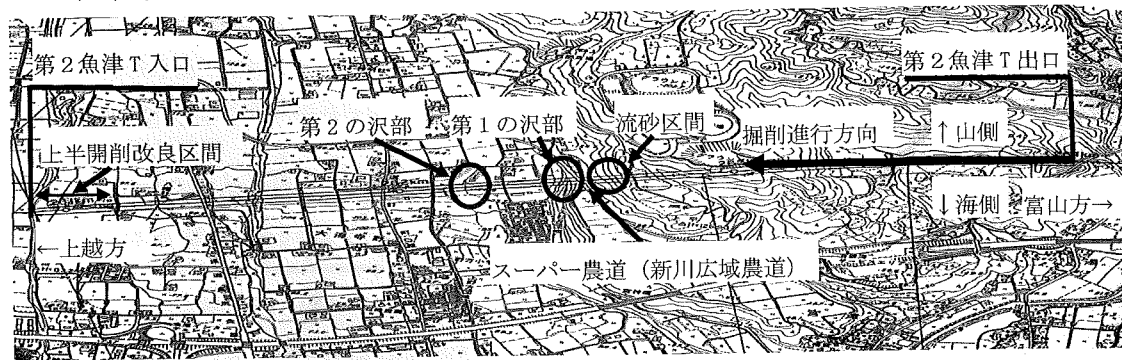 第2魚津T入口
第2魚津T出口
第2の沢部
第1の沢部
流砂区間
掘削進行方向
↑山側
上半開削改良区間
↓海側
富山方→
←上越方
スーパー農道（新川広域農道）